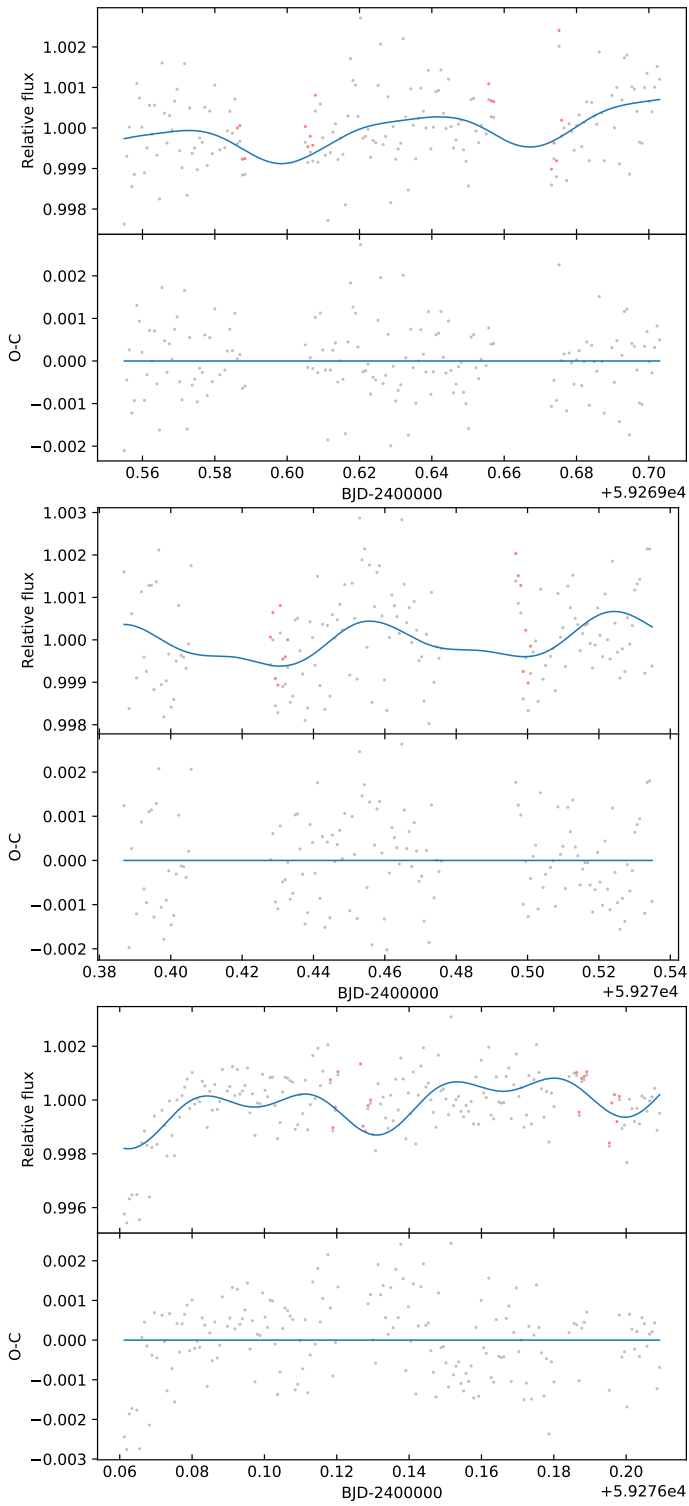 1.002
1.001
1.000
0.999
0.998
Relative flux
0.002
0.001
0.000
−0.001
−0.002
O-C
0.56 0.58 0.60 0.62 0.64 0.66 0.68 0.70
BJD-2400000
+5.9269e4
1.003
1.002
1.001
1.000
0.999
0.998
Relative flux
0.002
0.001
0.000
−0.001
−0.002
O-C
0.38 0.40 0.42 0.44 0.46 0.48 0.50 0.52 0.54
BJD-2400000
+5.927e4
1.002
1.000
0.998
0.996
Relative flux
0.002
0.001
0.000
−0.001
−0.002
−0.003
O-C
0.06 0.08 0.10 0.12 0.14 0.16 0.18 0.20
BJD-2400000
+5.9276e4